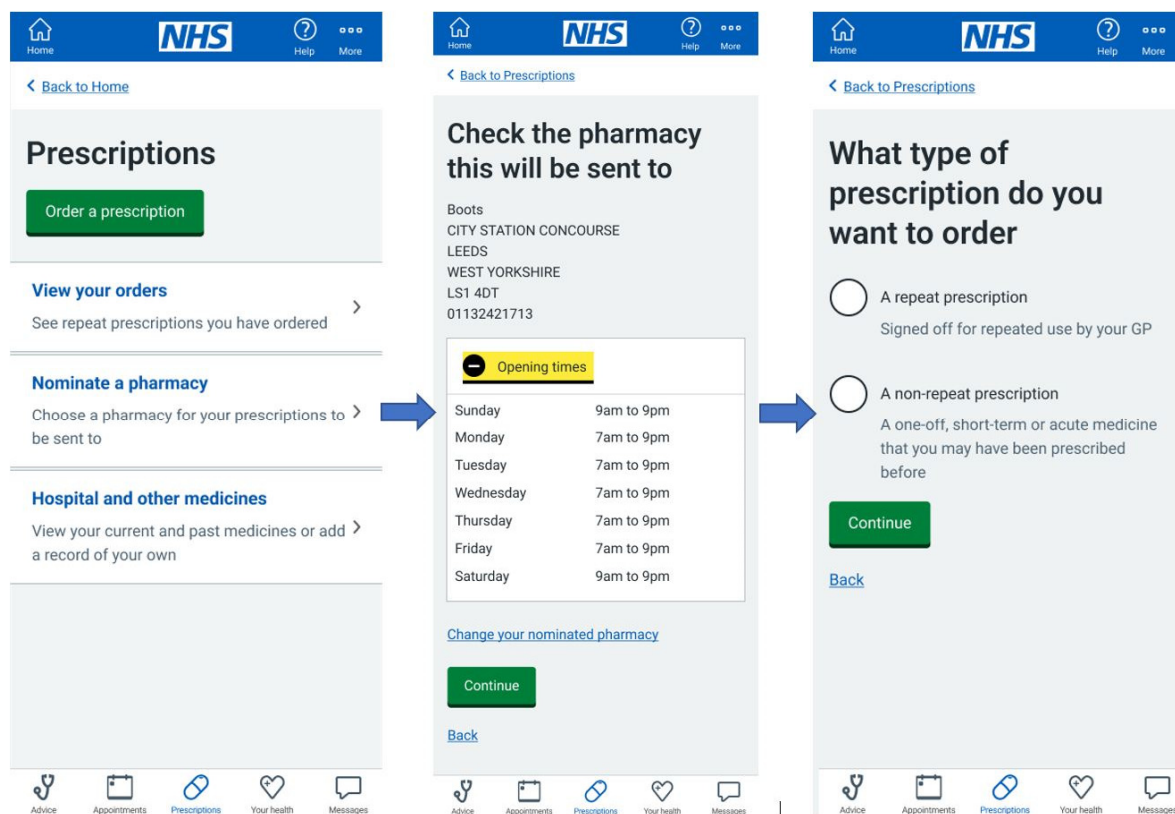 Home NHS Help More
Back to Home
Prescriptions
Order a prescription
View your orders
See repeat prescriptions you have ordered
Nominate a pharmacy
Choose a pharmacy for your prescriptions to
be sent to
Hospital and other medicines
View your current and past medicines or add
a record of your own
Advice Appointments Prescriptions Your health Messages
Home NHS Help More
Back to Prescriptions
Check the pharmacy
this will be sent to
Boots
CITY STATION CONCOURSE
LEEDS
WEST YORKSHIRE
LS1 4DT
01132421713
Opening times
Sunday 9am to 9pm
Monday 7am to 9pm
Tuesday 7am to 9pm
Wednesday 7am to 9pm
Thursday 7am to 9pm
Friday 7am to 9pm
Saturday 9am to 9pm
Change your nominated pharmacy
Continue
Back
Advice Appointments Prescriptions Your health Messages
Home NHS Help More
Back to Prescriptions
What type of
prescription do you
want to order
A repeat prescription
Signed off for repeated use by your GP
A non-repeat prescription
A one-off, short-term or acute medicine
that you may have been prescribed
before
Continue
Back
Advice Appointments Prescriptions Your health Messages